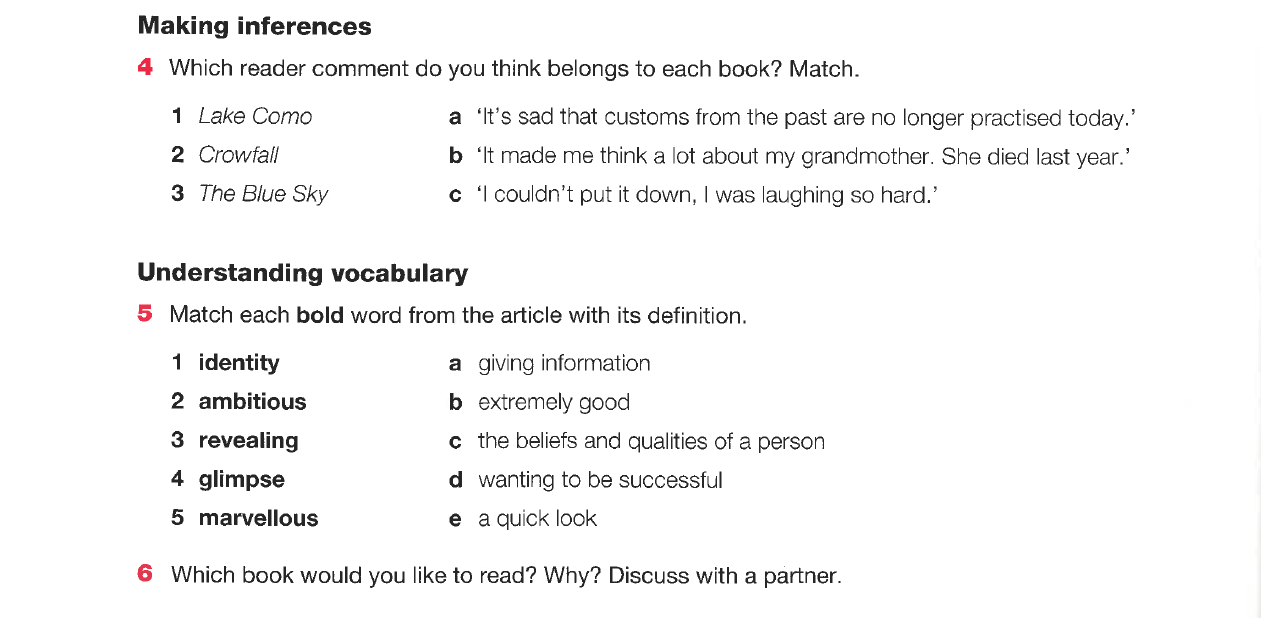 Making inferences
4 Which reader comment do you think belongs to each book? Match.
1 Lake Como a ‘It’s sad that customs from the past are no longer practised today.’
2 Crowfall b ‘It made me think a lot about my grandmother. She died last year.’
3 The Blue Sky c ‘I couldn’t put it down, I was laughing so hard.’
Understanding vocabulary
5 Match each bold word from the article with its definition.
1 identity a giving information
2 ambitious b extremely good
3 revealing c the beliefs and qualities of a person
4 glimpse d wanting to be successful
5 marvellous e a quick look
6 Which book would you like to read? Why? Discuss with a partner.